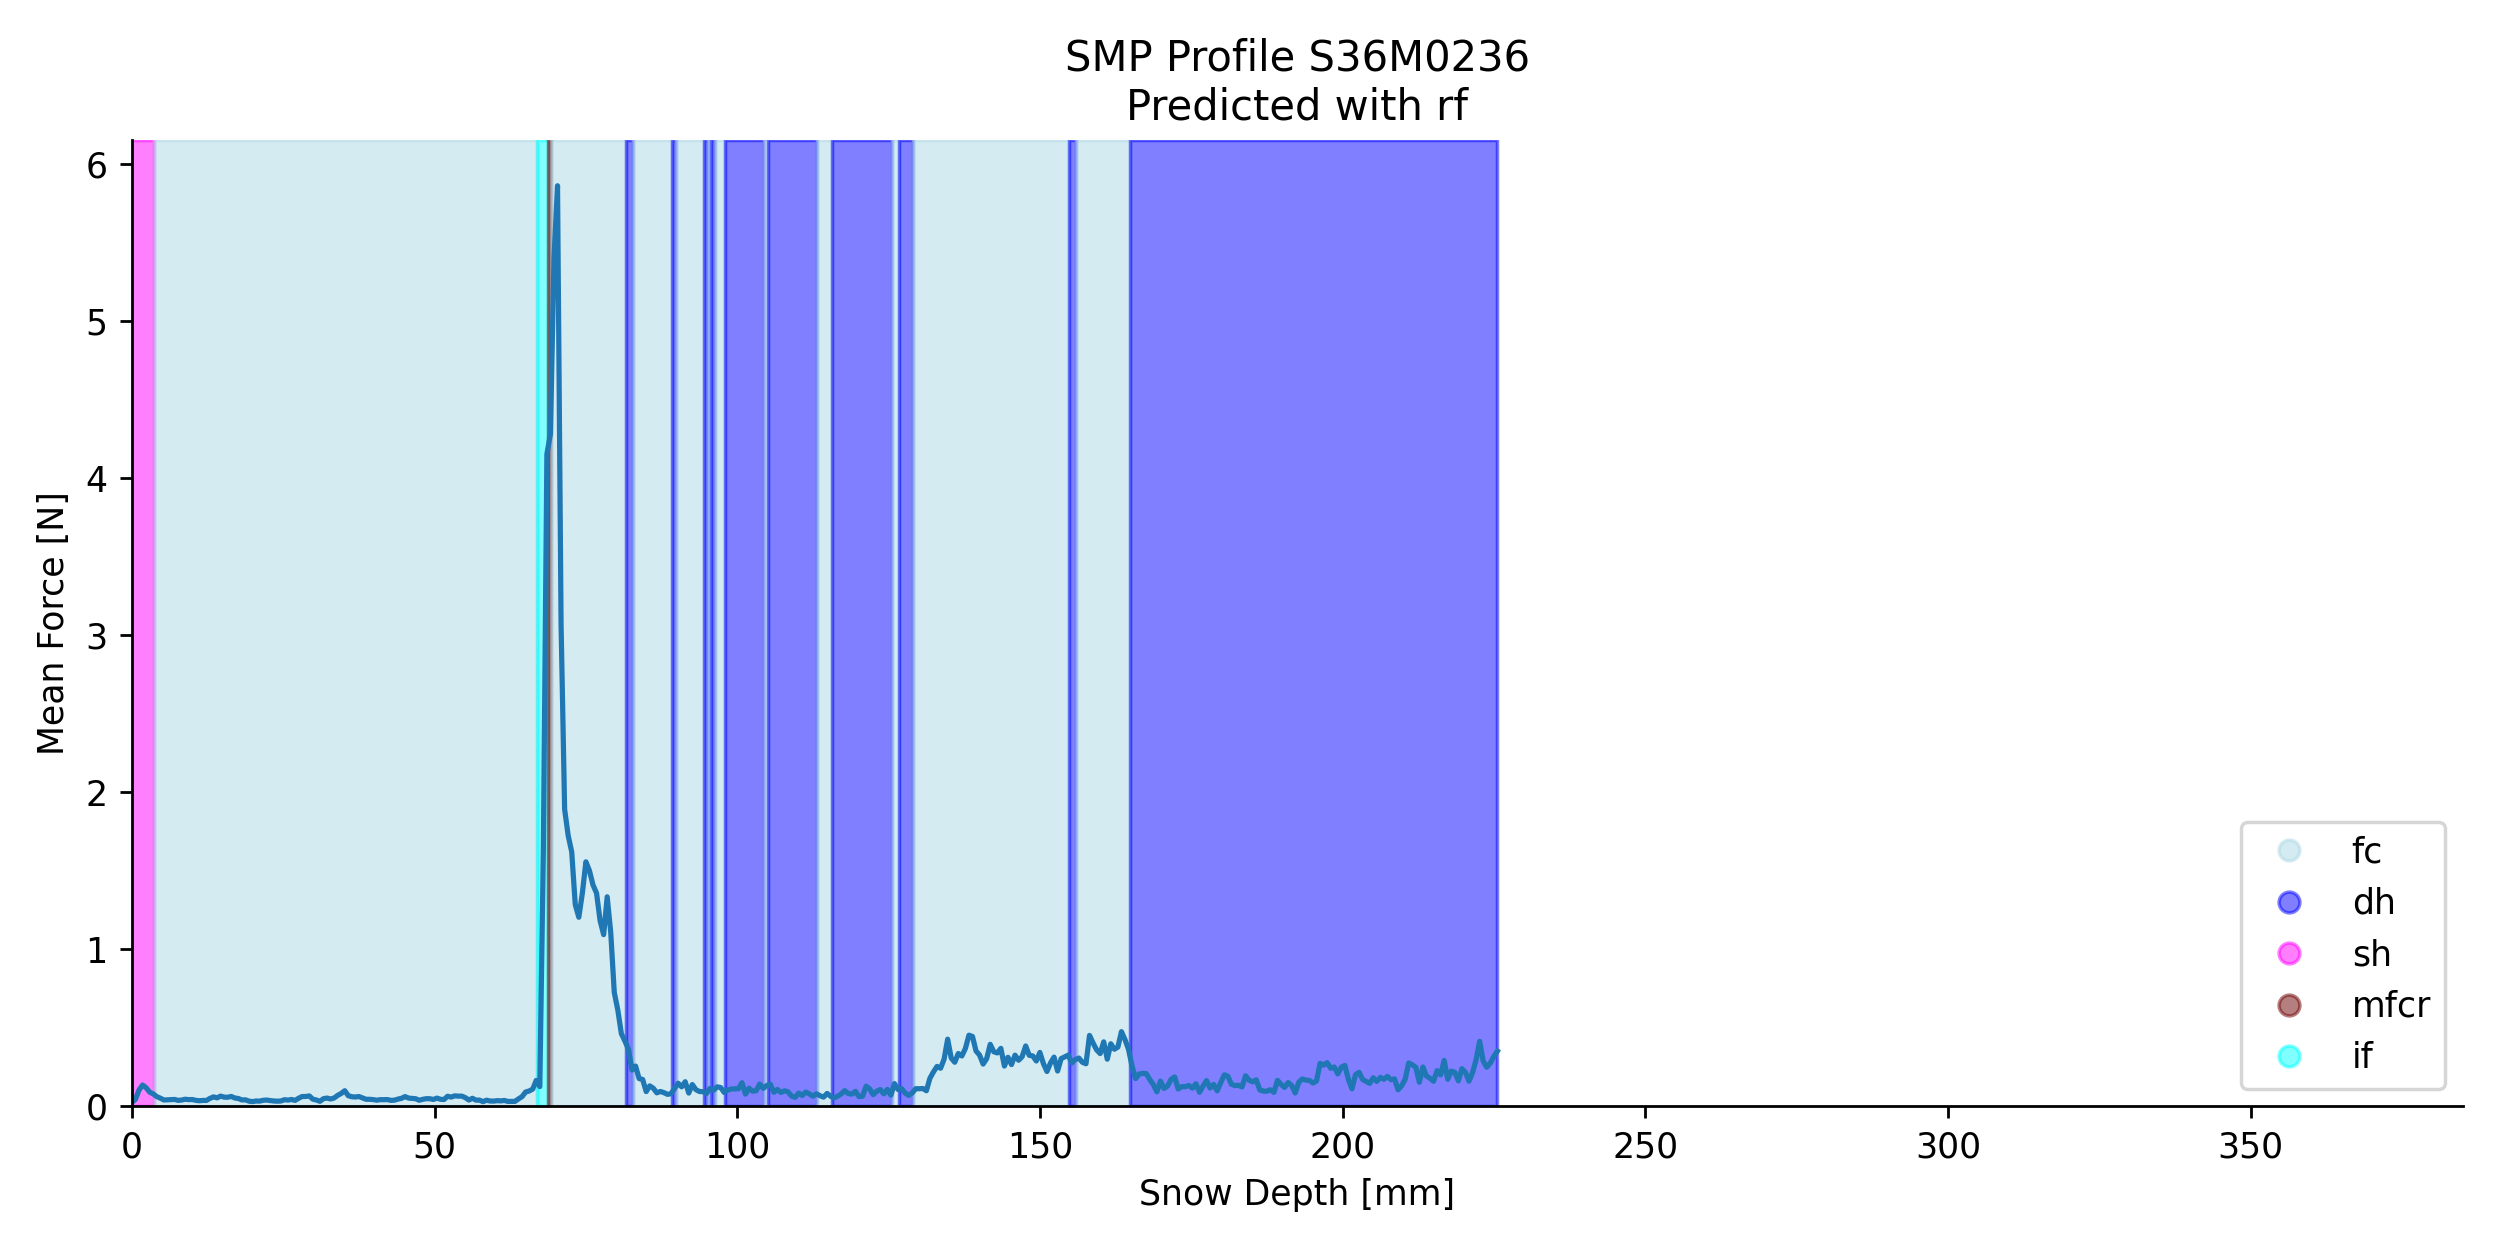 SMP Profile S36M0236
Predicted with rf
Mean Force [N]
6
5
4
3
2
1
0
0 50 100 150 200 250 300 350
Snow Depth [mm]
fc
dh
sh
mfcr
if